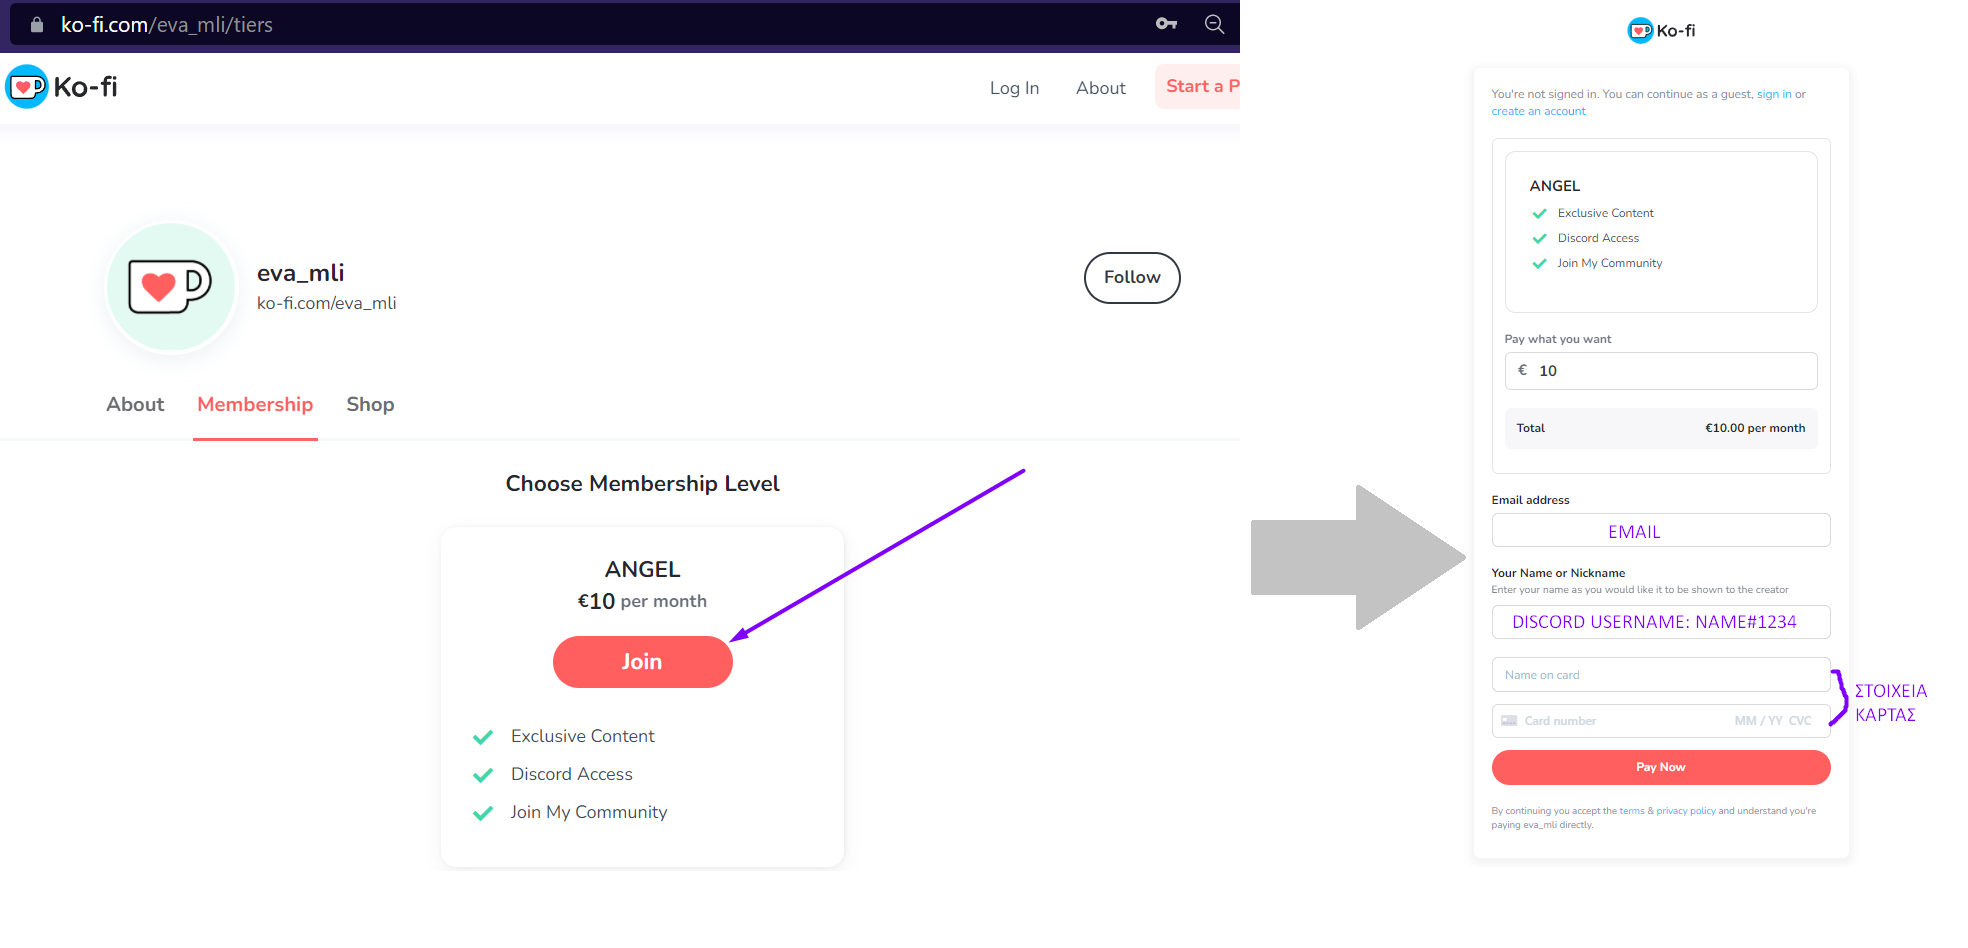 ko-fi.com/eva_mli/tiers
Ko-fi
Log In
About
Start a P
eva_mli
ko-fi.com/eva_mli
Follow
About
Membership
Shop
Choose Membership Level
ANGEL
€10 per month
Join
Exclusive Content
Discord Access
Join My Community
Ko-fi
You're not signed in. You can continue as a guest, sign in or
create an account
ANGEL
Exclusive Content
Discord Access
Join My Community
Pay what you want
€ 10
Total €10.00 per month
Email address
EMAIL
Your Name or Nickname
Enter your name as you would like it to be shown to the creator
DISCORD USERNAME: NAME#1234
Name on card
Card number MM / YY CVC
ΣΤΟΙΧΕΙΑ
ΚΑΡΤΑΣ
Pay Now
By continuing you accept the terms & privacy policy and understand you're
paying eva_mli directly.